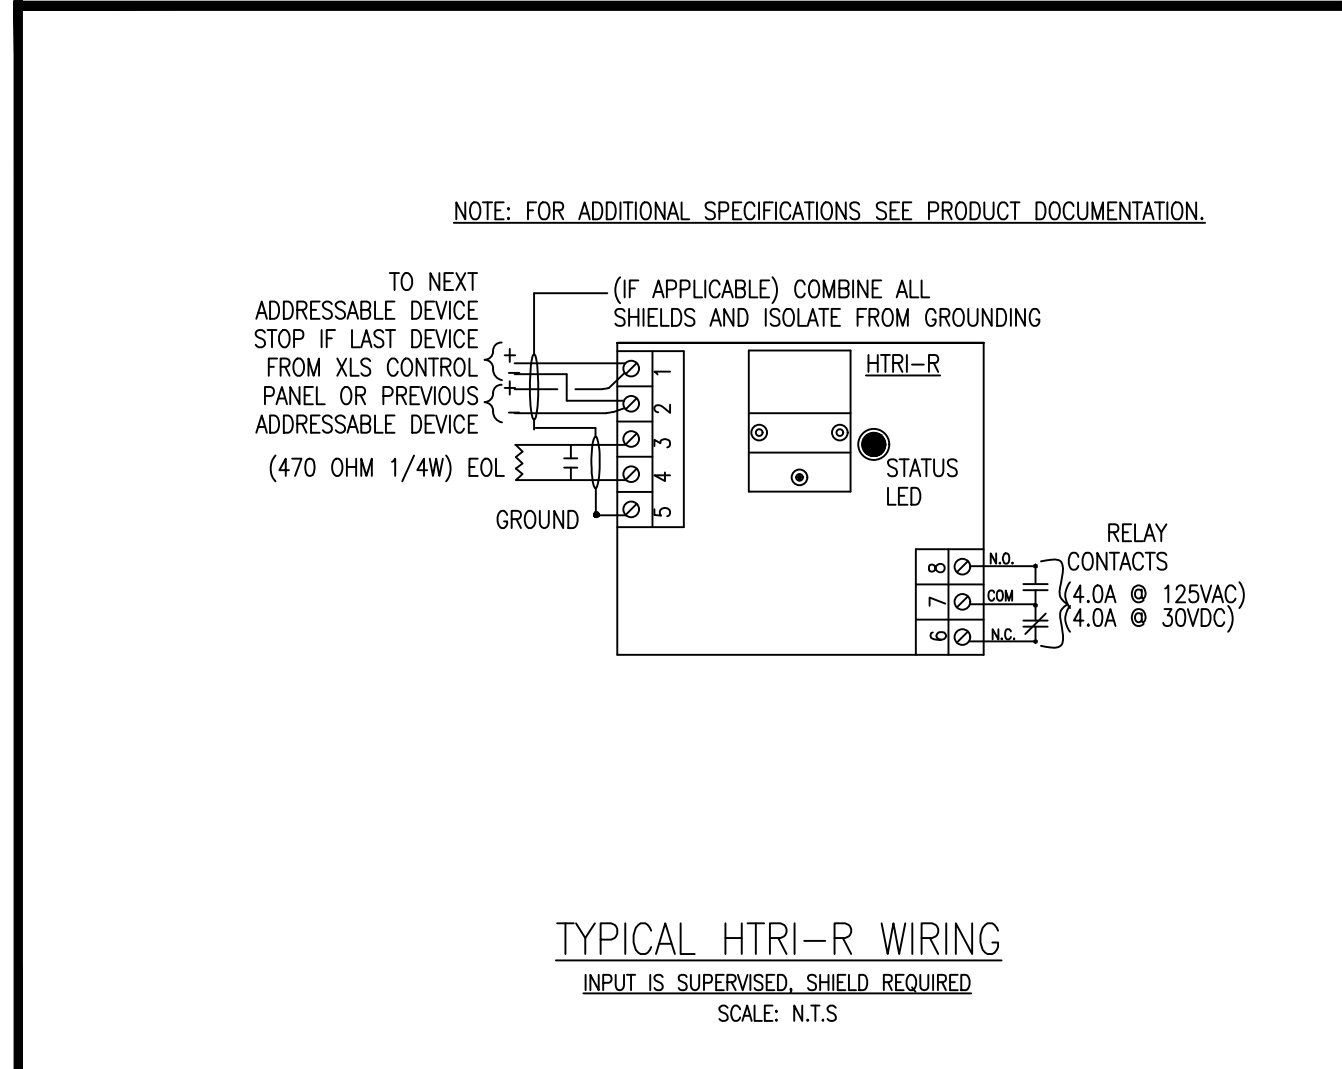 NOTE: FOR ADDITIONAL SPECIFICATIONS SEE PRODUCT DOCUMENTATION.
TO NEXT
ADDRESSABLE DEVICE
STOP IF LAST DEVICE
FROM XLS CONTROL
PANEL OR PREVIOUS
ADDRESSABLE DEVICE
(IF APPLICABLE) COMBINE ALL
SHIELDS AND ISOLATE FROM GROUNDING
+
-
+
-
(470 OHM 1/4W) EOL
GROUND
1
2
3
4
5
HTRI-R
STATUS
LED
8
7
6
N.O.
COM
N.C.
RELAY
CONTACTS
(4.0A @ 125VAC)
(4.0A @ 30VDC)
TYPICAL HTRI-R WIRING
INPUT IS SUPERVISED, SHIELD REQUIRED
SCALE: N.T.S